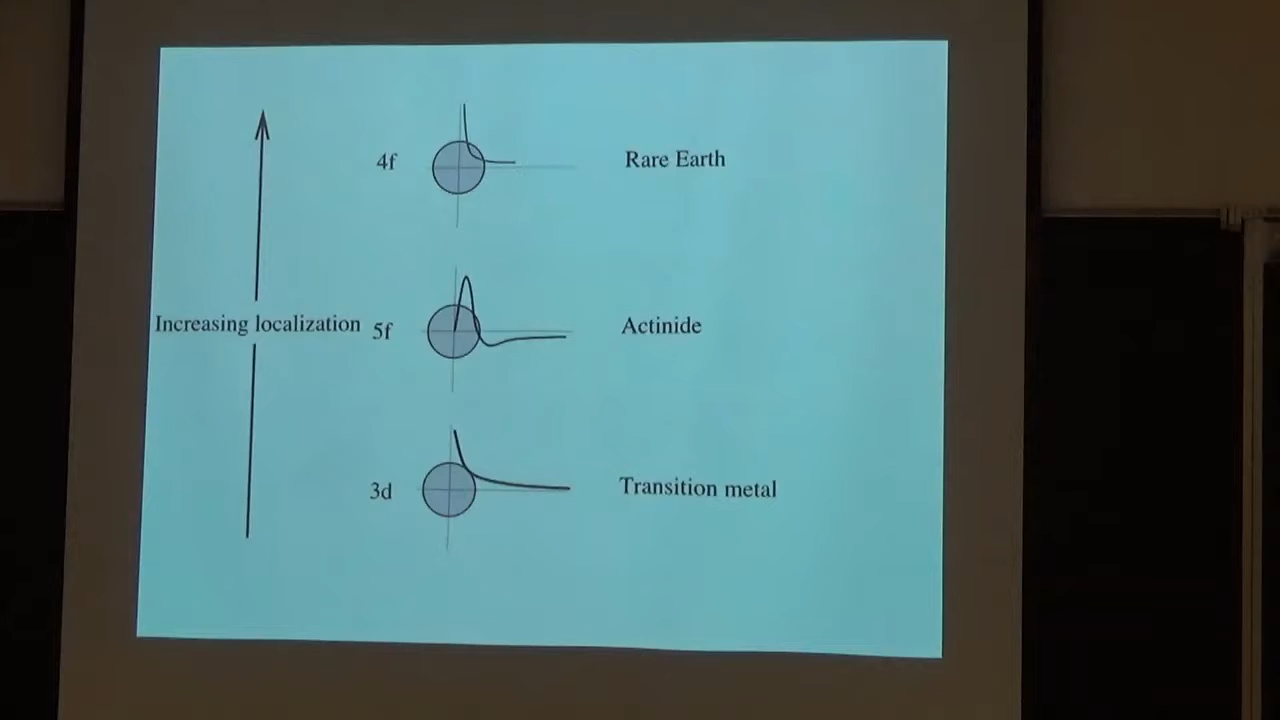 4f Rare Earth
Increasing localization 5f Actinide
3d Transition metal